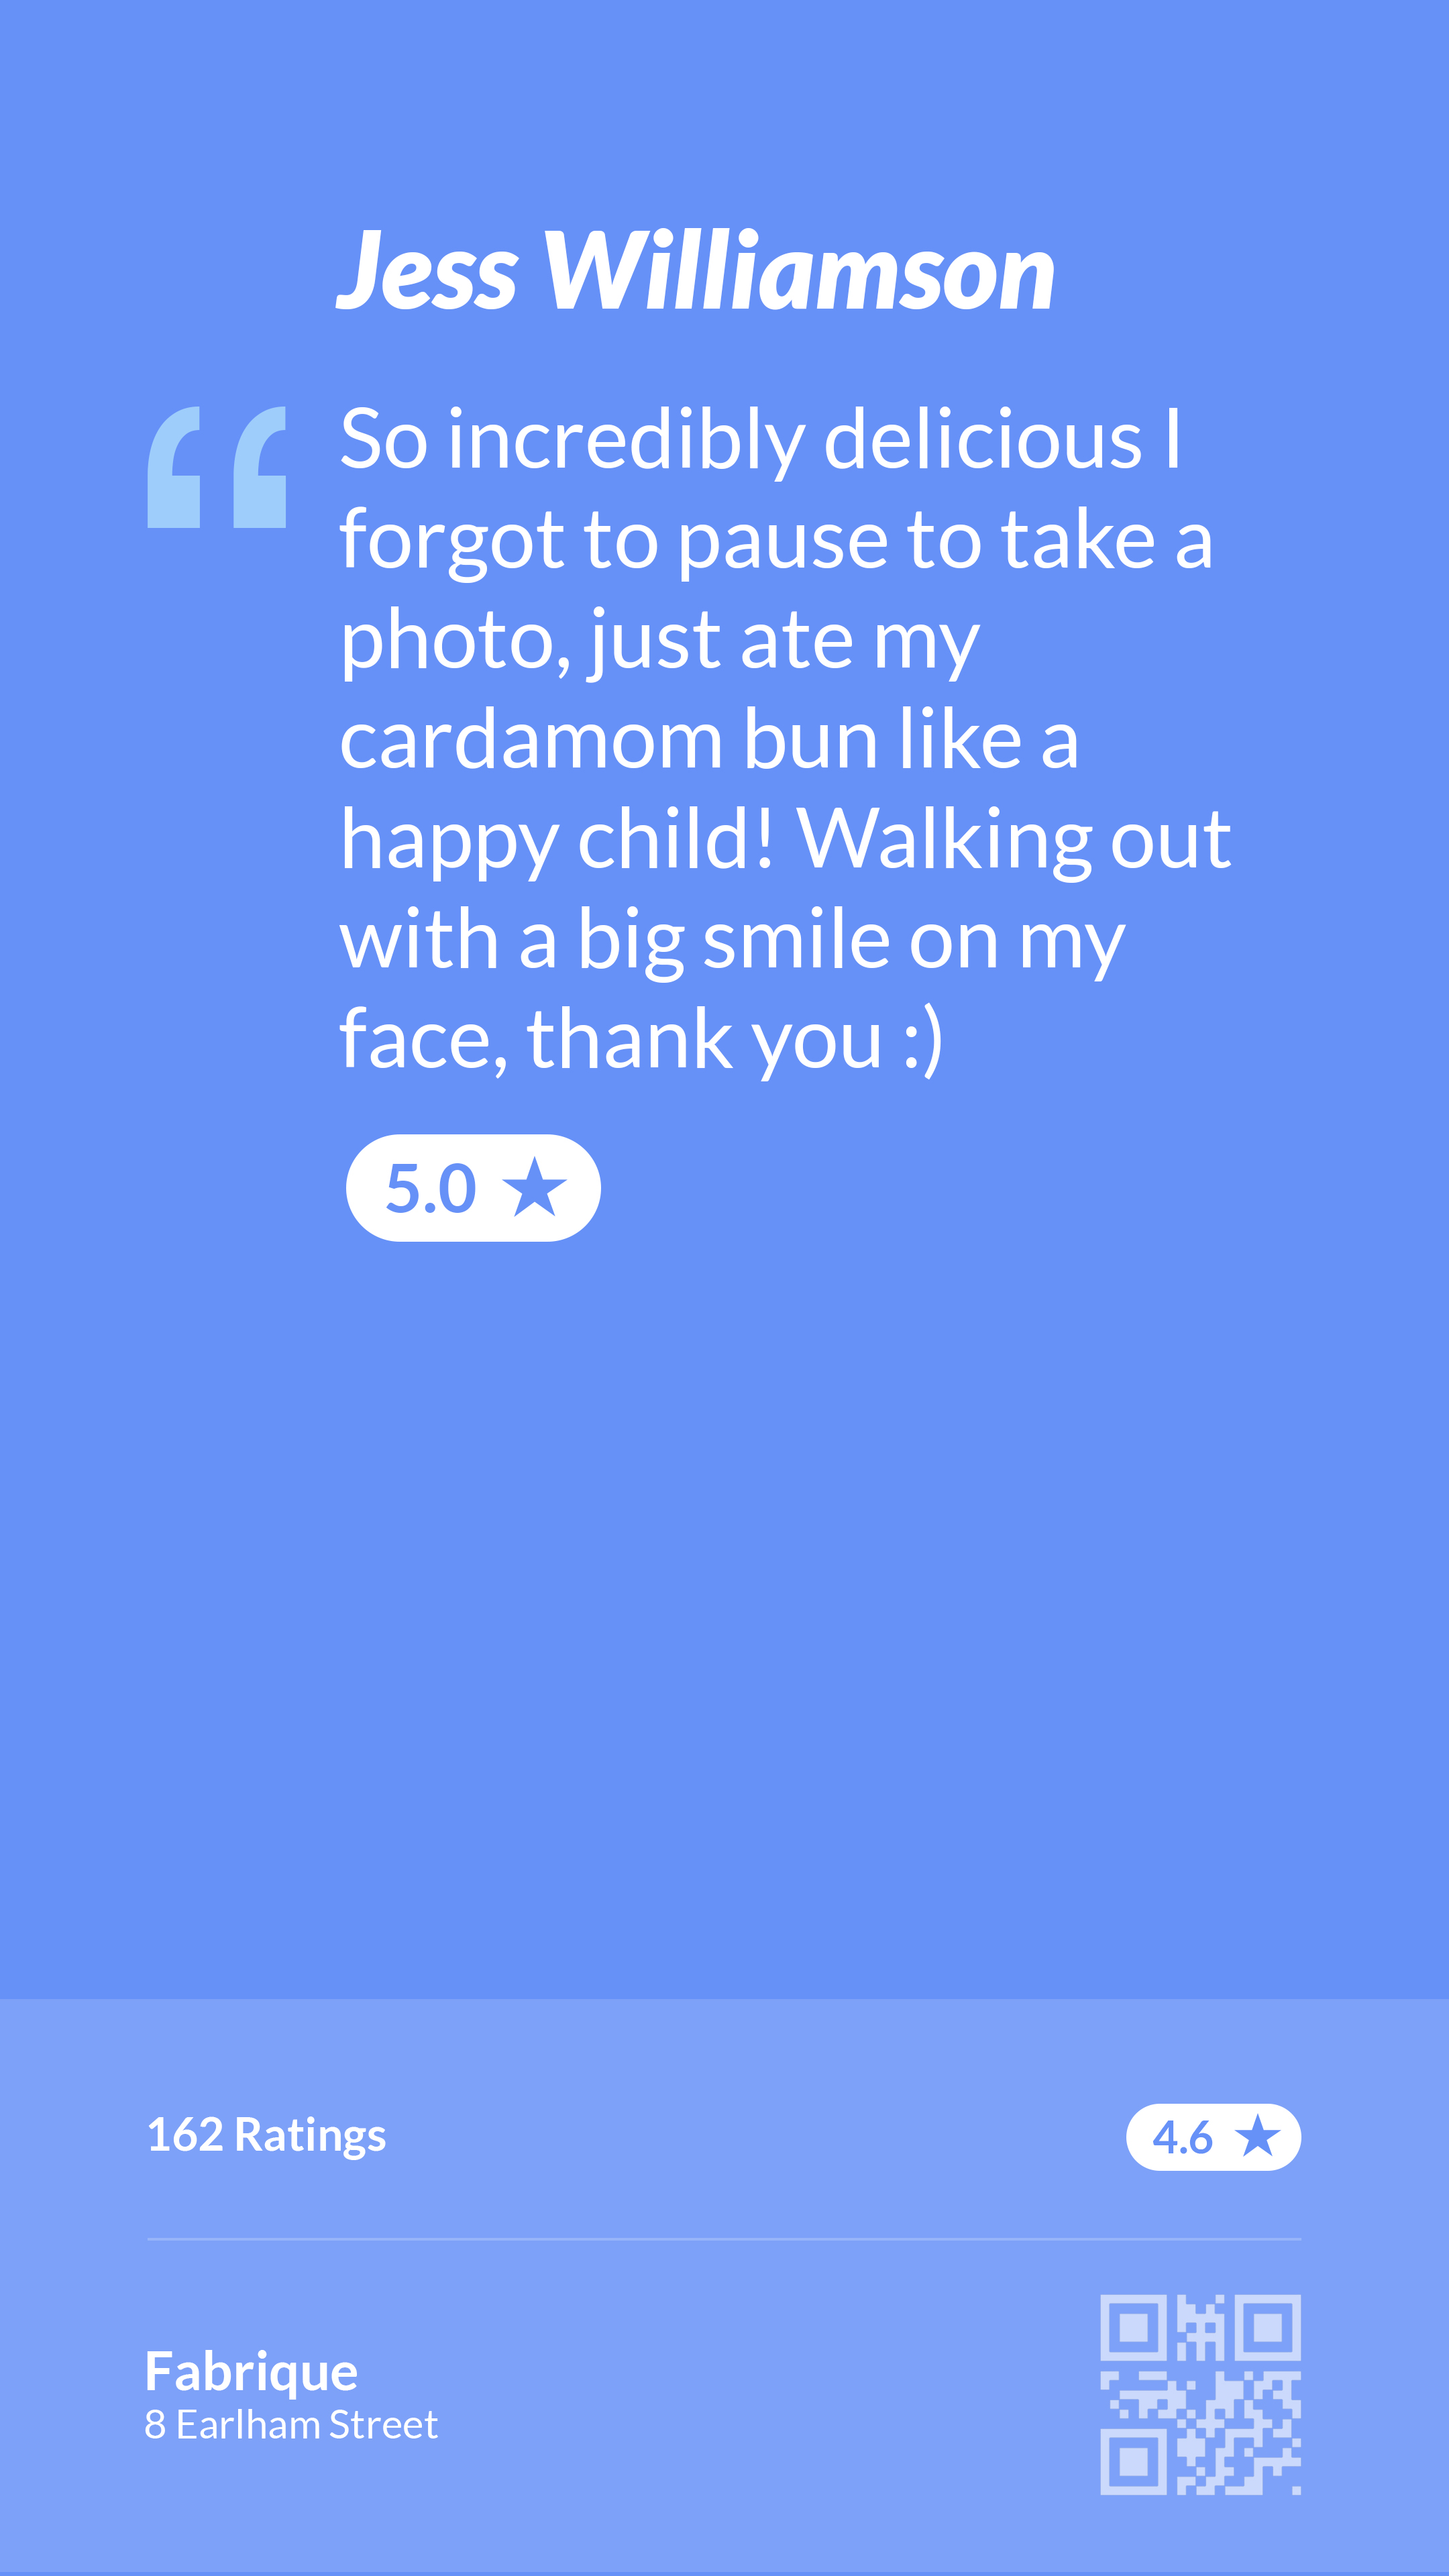 Jess Williamson
So incredibly delicious I
forgot to pause to take a
photo, just ate my
cardamom bun like a
happy child! Walking out
with a big smile on my
face, thank you :)
5.0 ★
162 Ratings
4.6 ★
Fabrique
8 Earlham Street